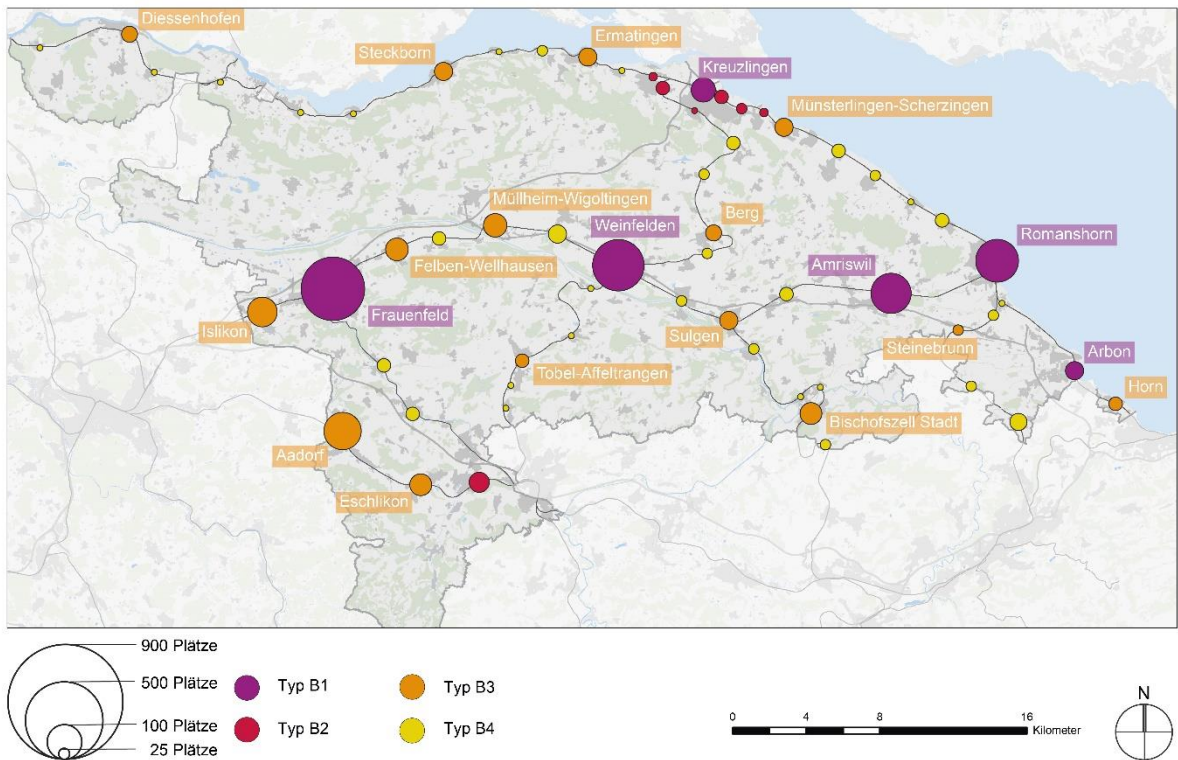 Diessenhofen
Ermatingen
Steckborn
Kreuzlingen
Münsterlingen-Scherzingen
Müllheim-Wigoltingen
Weinfelden
Berg
Romanshorn
Amriswil
Felben-Wellhausen
Frauenfeld
Islikon
Sulgen
Steinebrunn
Arbon
Tobel-Affeltrangen
Horn
Bischofszell Stadt
Aadorf
Eschlikon
900 Plätze
500 Plätze
100 Plätze
25 Plätze
Typ B1
Typ B2
Typ B3
Typ B4
0 4 8 16
Kilometer
N